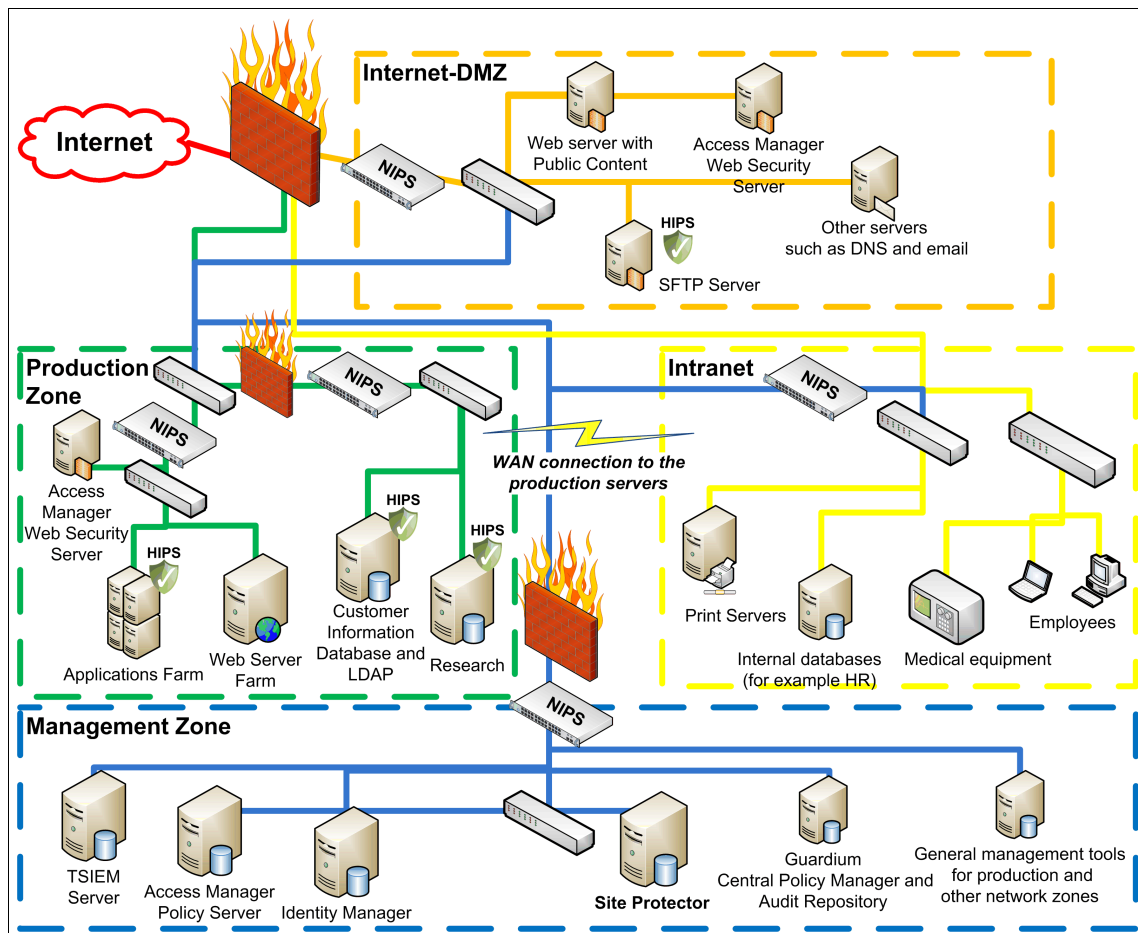 Internet-DMZ
Internet
NIPS
Web server with
Public Content
Access Manager
Web Security
Server
Other servers
such as DNS and email
HIPS
SFTP Server
Production
Zone
NIPS
NIPS
Access
Manager
Web Security
Server
HIPS
Applications Farm
Web Server
Farm
HIPS
Customer
Information
Database and
LDAP
HIPS
Research
WAN connection to the
production servers
Intranet
NIPS
Print Servers
Internal databases
(for example HR)
Medical equipment
Employees
NIPS
Management Zone
TSIEM
Server
Access Manager
Policy Server
Identity Manager
Site Protector
Guardium
Central Policy Manager and
Audit Repository
General management tools
for production and
other network zones